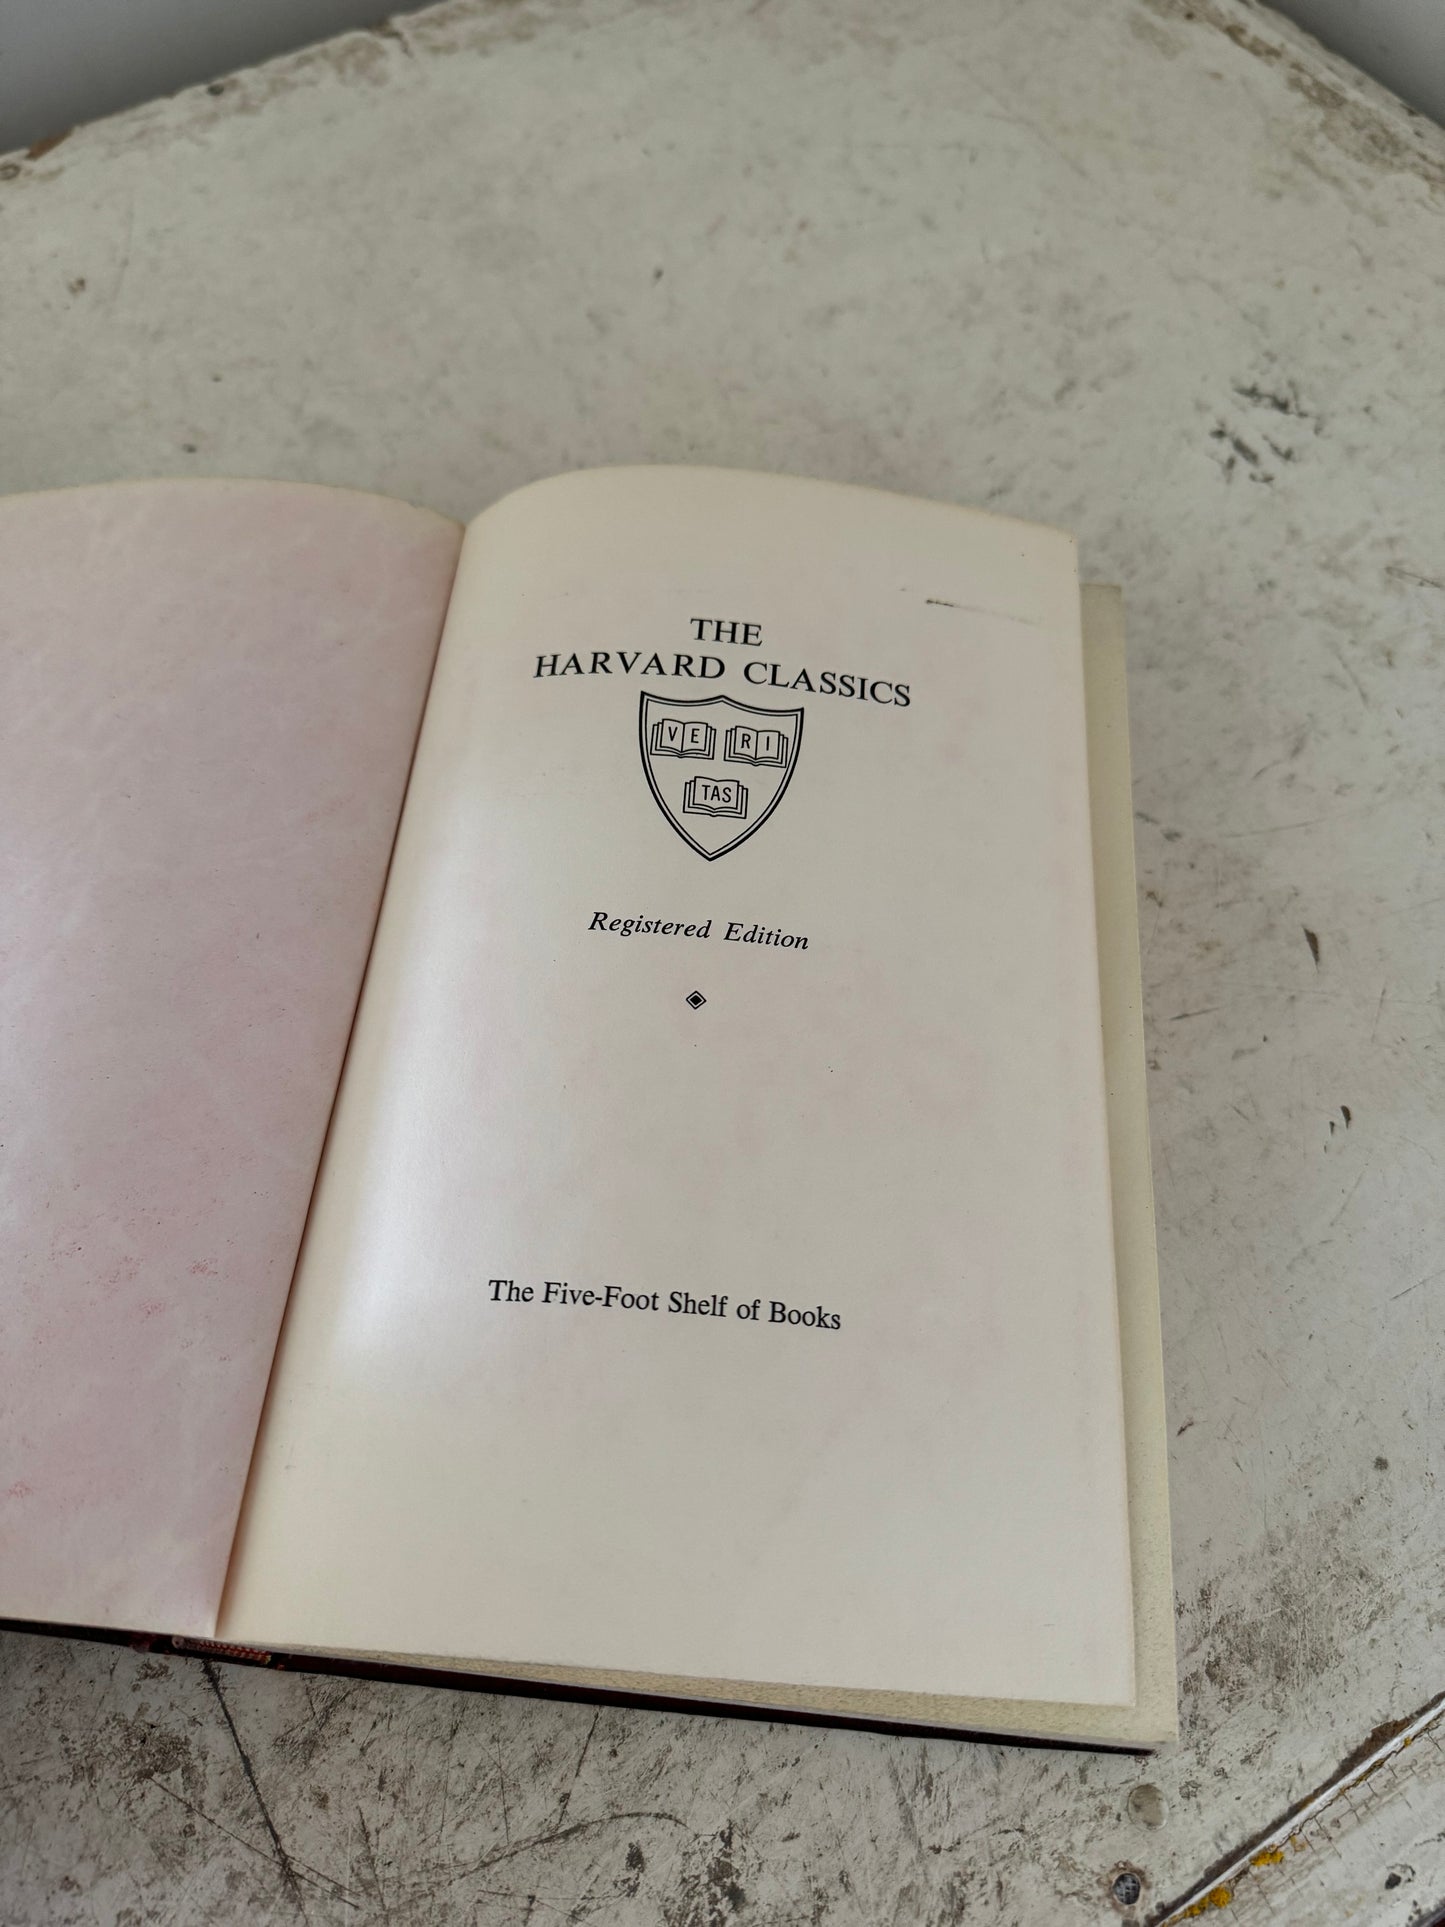 THE
HARVARD CLASSICS
VE RI
TAS
Registered Edition
The Five-Foot Shelf of Books